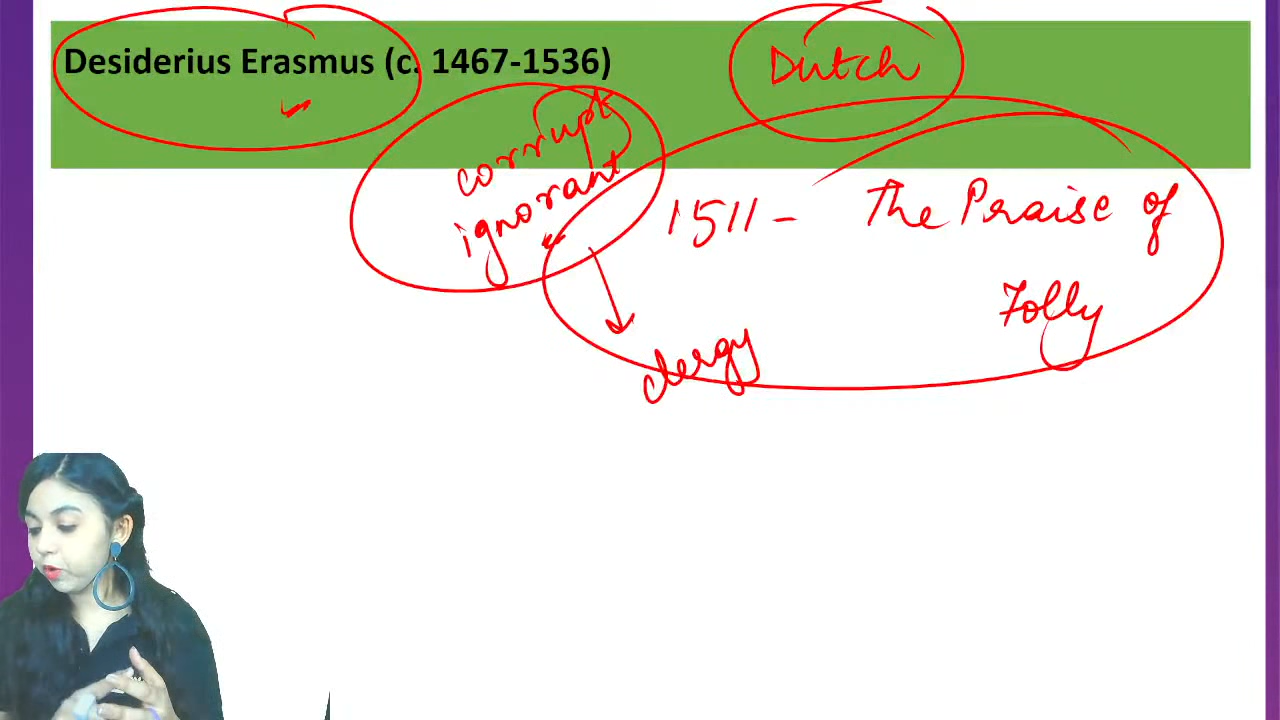 Desiderius Erasmus (c. 1467-1536)
Dutch
corrupt
ignorant
1511 - The Praise of
Folly
clergy